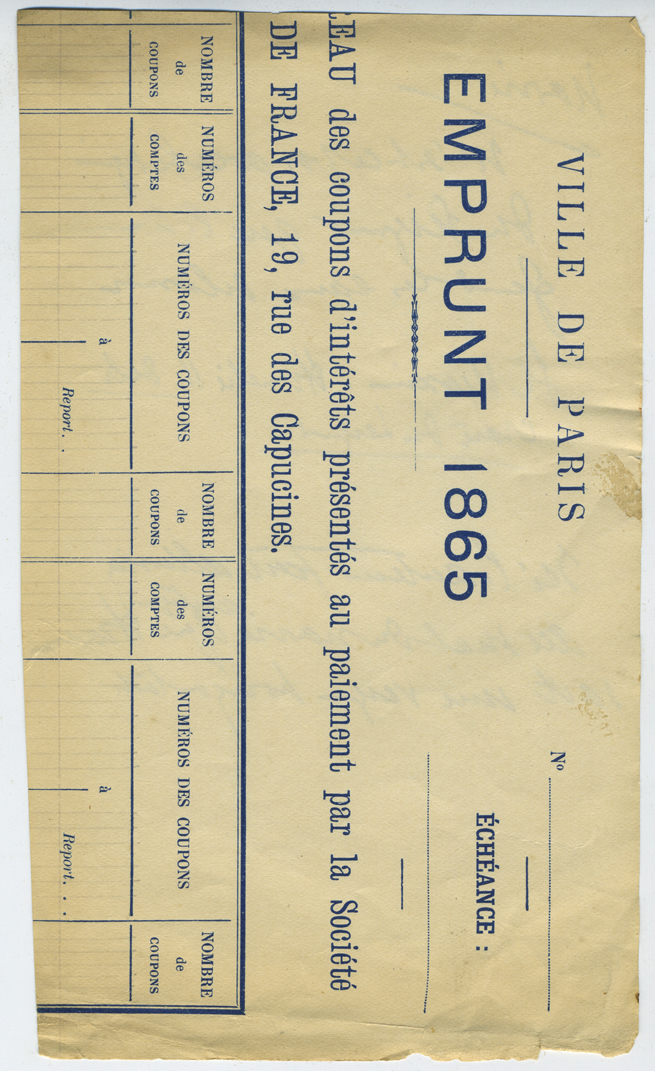 VILLE DE PARIS
Nº
EMPRUNT 1865
ÉCHÉANCE :
CEAU des coupons d'intérêts présentés au paiement par la Société
DE FRANCE, 19, rue des Capucines.
NOMBRE de COUPONS
NUMÉROS des COMPTES
NUMÉROS DES COUPONS
NOMBRE de COUPONS
NUMÉROS des COMPTES
NUMÉROS DES COUPONS
NOMBRE de COUPONS
à
à
Report. .
Report. . .